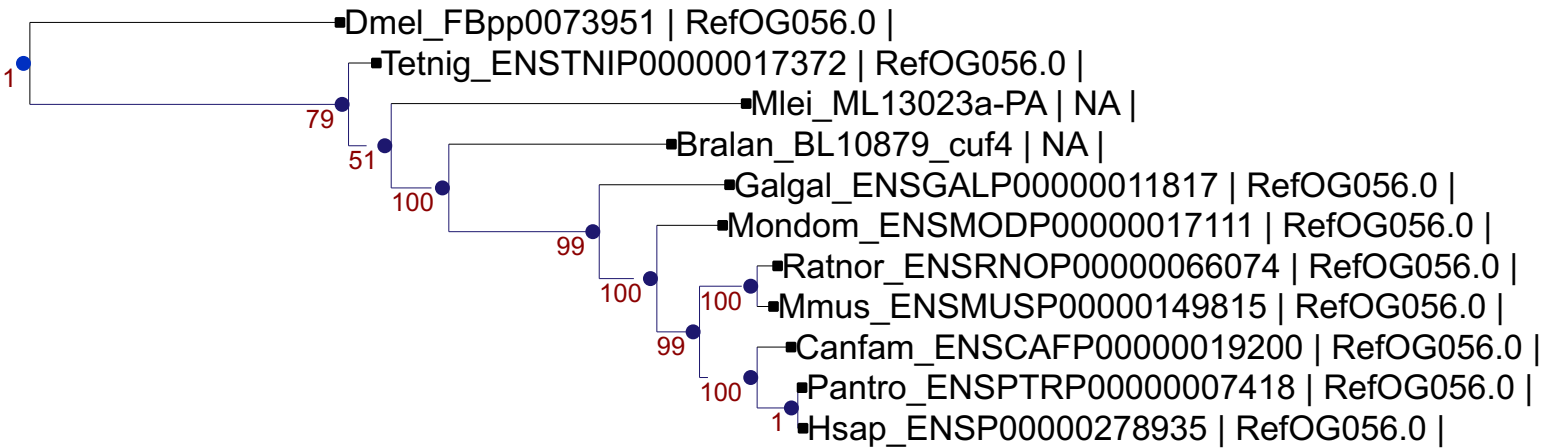 Dmel_FBpp0073951 | RefOG056.0 |
1
Tetnig_ENSTNIP00000017372 | RefOG056.0 |
79
Mlei_ML13023a-PA | NA |
51
Bralan_BL10879_cuf4 | NA |
100
Galgal_ENSGALP00000011817 | RefOG056.0 |
99
Mondom_ENSMODP00000017111 | RefOG056.0 |
100
Ratnor_ENSRNOP00000066074 | RefOG056.0 |
100
Mmus_ENSMUSP00000149815 | RefOG056.0 |
99
Canfam_ENSCAFP00000019200 | RefOG056.0 |
100
Pantro_ENSPTRP00000007418 | RefOG056.0 |
1
Hsap_ENSP00000278935 | RefOG056.0 |